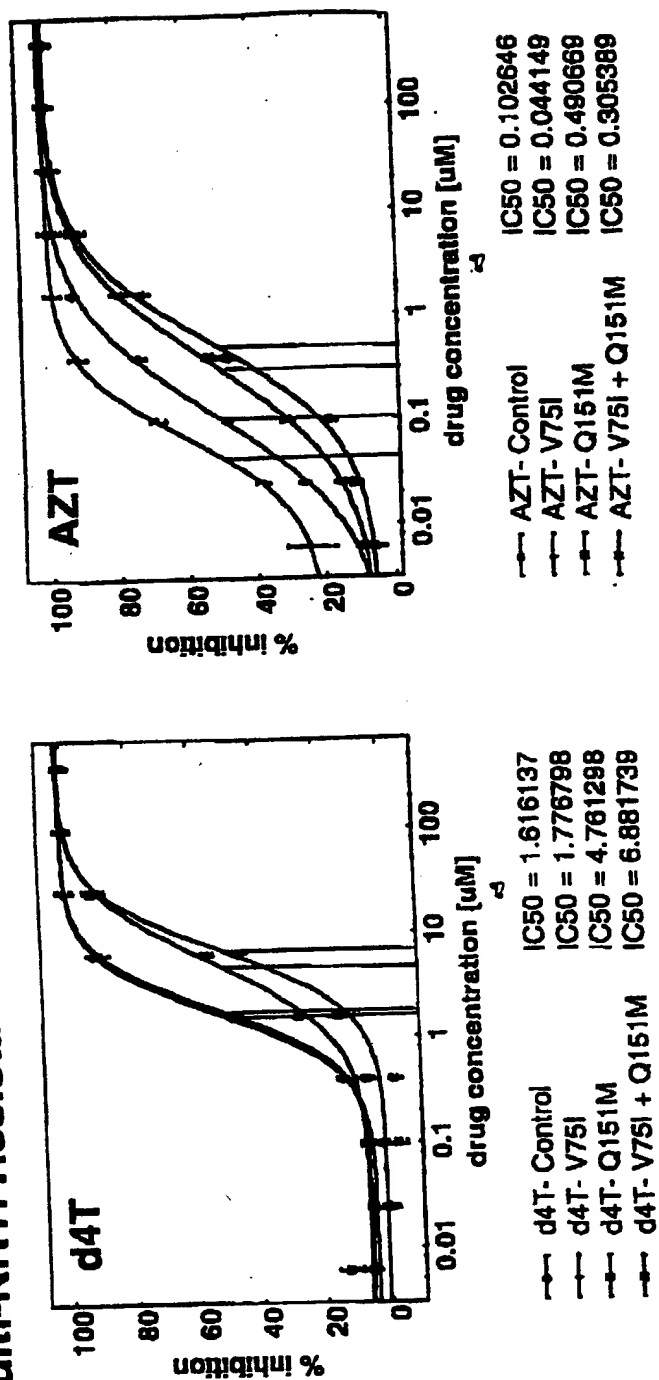 d4T
% inhibition
100
80
60
40
20
0
0.01
0.1
1
10
100
drug concentration [uM]
d4T- Control IC50 = 1.616137
d4T- V75I IC50 = 1.776798
d4T- Q151M IC50 = 4.761298
d4T- V75I + Q151M IC50 = 6.881739
AZT
% inhibition
100
80
60
40
20
0
0.01
0.1
1
10
100
drug concentration [uM]
AZT- Control IC50 = 0.102646
AZT- V75I IC50 = 0.044149
AZT- Q151M IC50 = 0.490669
AZT- V75I + Q151M IC50 = 0.305389